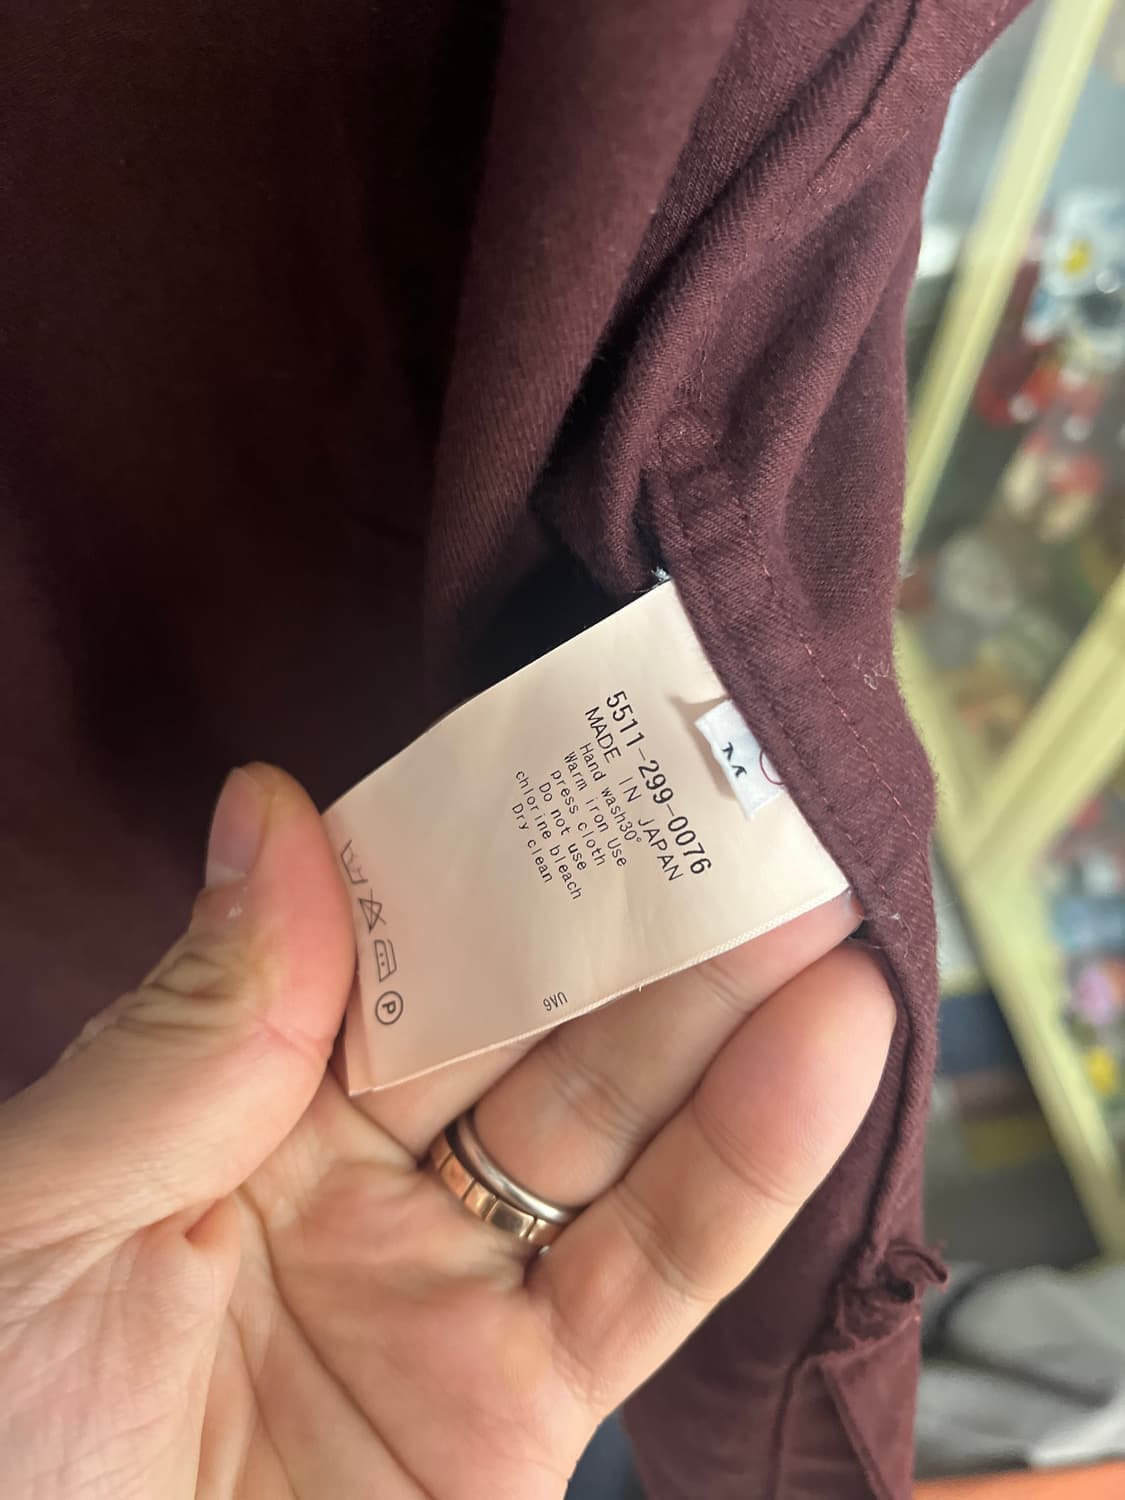 5511-299-0076
MADE IN JAPAN
Hand wash30°
Warm iron Use
press cloth
Do not use
chlorine bleach
Dry clean
M
P